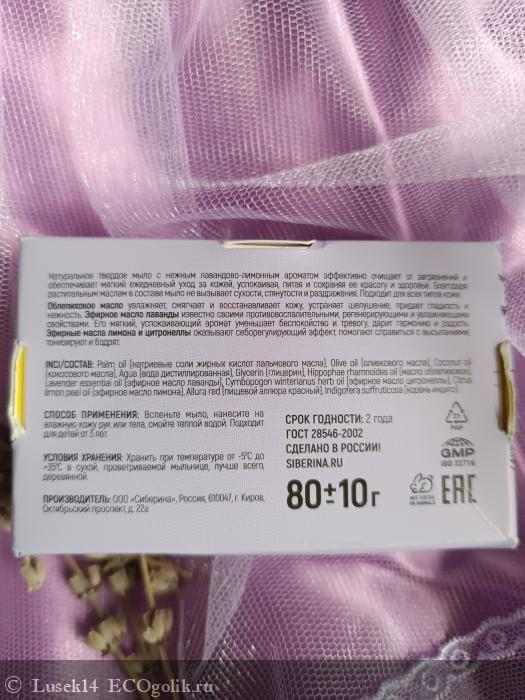 Натуральное твердое мыло с нежным лавандово-лимонным ароматом эффективно очищает от загрязнений и
обеспечивает мягкий ежедневный уход за кожей, успокаивая, питая и сохраняя ее красоту и здоровье. Благодаря
растительным маслам в составе мыло не вызывает сухости, стянутости и раздражения. Подходит для всех типов кожи.
Облепиховое масло увлажняет, смягчает и восстанавливает кожу, устраняет шелушение, придает гладкость и
нежность. Эфирное масло лаванды известно своими противовоспалительными, регенерирующими и увлажняющими
свойствами. Его мягкий, успокаивающий аромат уменьшает беспокойство и тревогу, дарит гармонию и радость.
Эфирные масла лимона и цитронеллы оказывают себорегулирующий эффект, помогают справиться с высыпаниями,
тонизируют и бодрят.
INCI/СОСТАВ: Palm oil (натриевые соли жирных кислот пальмового масла), Olive oil (оливкового масла), Coconut oil
(кокосового масла), Aqua (вода дистиллированная), Glycerin (глицерин), Hippophae rhamnoides oil (масло облепиховое),
Lavender essential oil (эфирное масло лаванды), Cymbopogon winterianus herb oil (эфирное масло цитронеллы), Citrus
limon peel oil (эфирное масло лимона), Allura red (пищевой аллюра красный), Indigofera suffruticosa (корень индиго).
СПОСОБ ПРИМЕНЕНИЯ: Вспеньте мыло, нанесите на
влажную кожу рук или тела, смойте теплой водой. Подходит
для детей от 3 лет.
УСЛОВИЯ ХРАНЕНИЯ: Хранить при температуре от -5°С до
+35°С в сухой, проветриваемой мыльнице, лучше всего,
деревянной.
ПРОИЗВОДИТЕЛЬ: ООО «Сиберина», Россия, 610047, г. Киров,
Октябрьский проспект, д. 22а
СРОК ГОДНОСТИ: 2 года
ГОСТ 28546-2002
СДЕЛАНО В РОССИИ!
SIBERINA.RU
80±10г
21
PAP
GMP
ISO 22716
NOT TESTED
ON ANIMALS
EAC
Lusek14 ECOgolik.ru